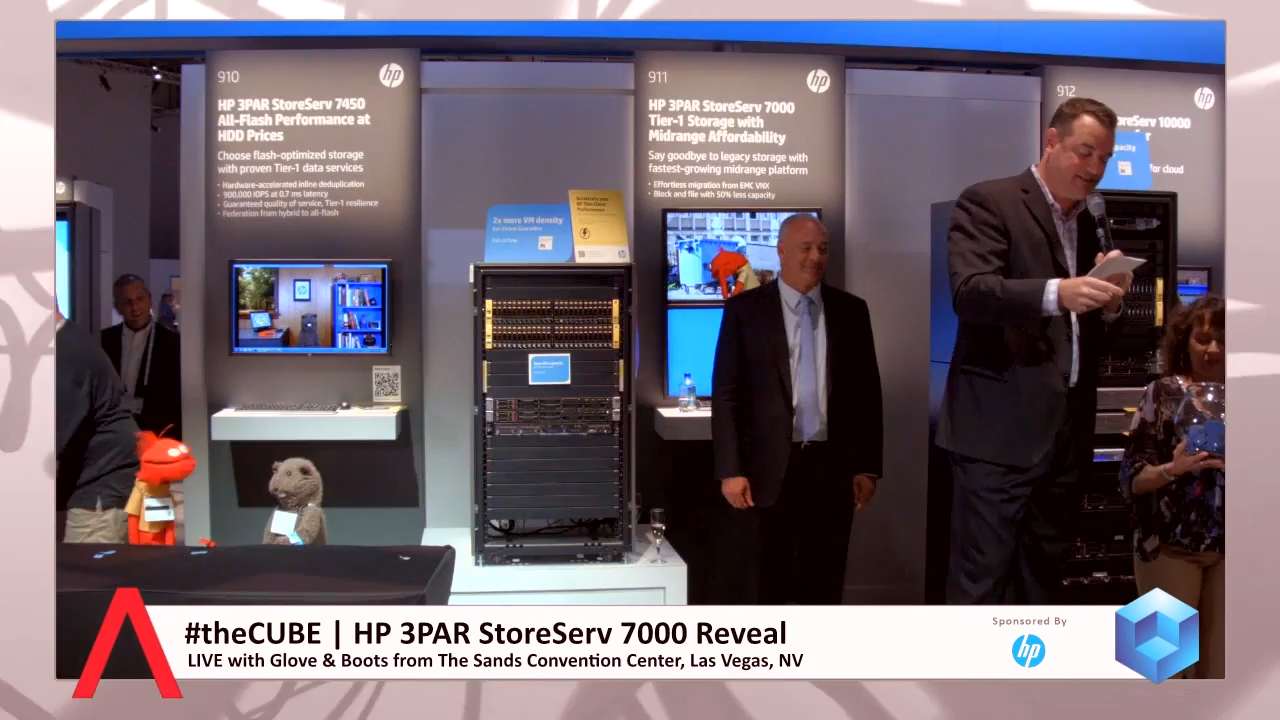 910
hp
HP 3PAR StoreServ 7450
All-Flash Performance at
HDD Prices
Choose flash-optimized storage
with proven Tier-1 data services
• Hardware-accelerated inline deduplication
• 900,000 IOPS at 0.7 ms latency
• Guaranteed quality of service, Tier-1 resilience
• Federation from hybrid to all-flash
2x more VM density
911
hp
HP 3PAR StoreServ 7000
Tier-1 Storage with
Midrange Affordability
Say goodbye to legacy storage with
fastest-growing midrange platform
• Effortless migration from EMC VNX
• Block and file with 50% less capacity
912
hp
oreServ 10000
for cloud
#theCUBE | HP 3PAR StoreServ 7000 Reveal
LIVE with Glove & Boots from The Sands Convention Center, Las Vegas, NV
Sponsored By
hp